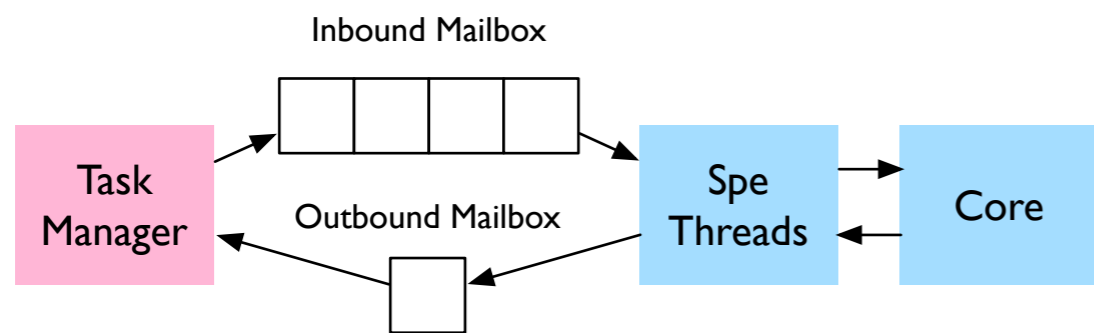 Inbound Mailbox
Task
Manager
Outbound Mailbox
Spe
Threads
Core